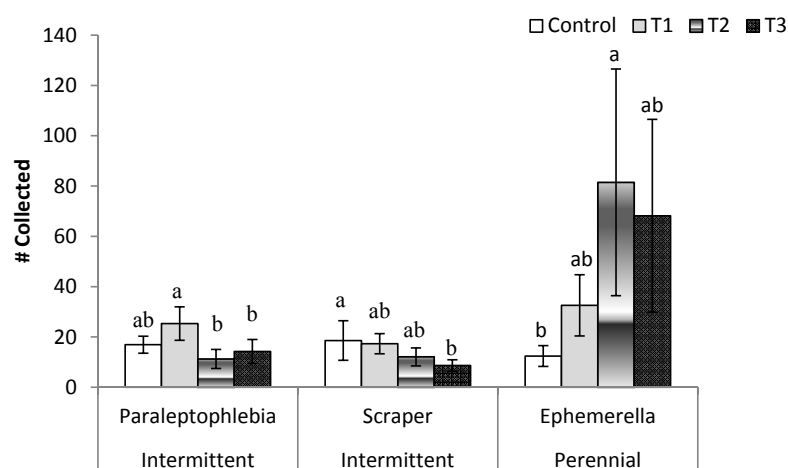 Control T1 T2 T3
# Collected
140
120
100
80
60
40
20
0
ab a b b
a ab ab b
b ab a ab
Paraleptophlebia Scraper Ephemerella
Intermittent Intermittent Perennial